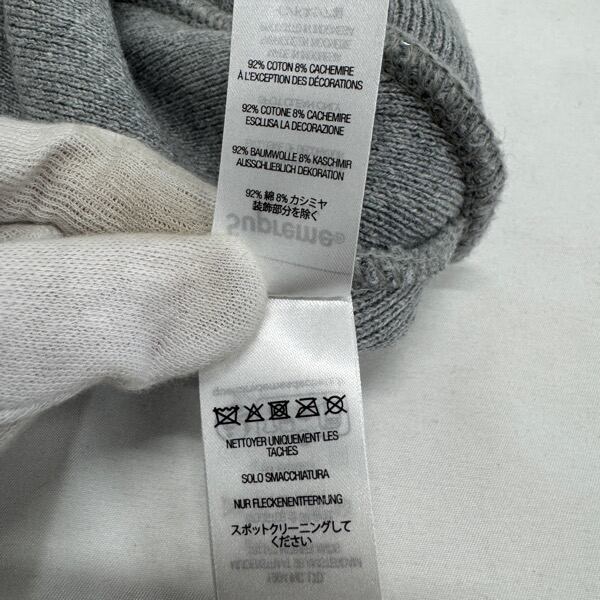 92% COTON 8% CACHEMIRE
À L'EXCEPTION DES DÉCORATIONS
92% COTONE 8% CACHEMIRE
ESCLUSA LA DECORAZIONE
92% BAUMWOLLE 8% KASCHMIR
AUSSCHLIEBLICH DEKORATION
92% 綿 8% カシミヤ
装飾部分を除く
Supreme®
NETTOYER UNIQUEMENT LES
TACHES
SOLO SMACCHIATURA
NUR FLECKENENTFERNUNG
スポットクリーニングして
ください